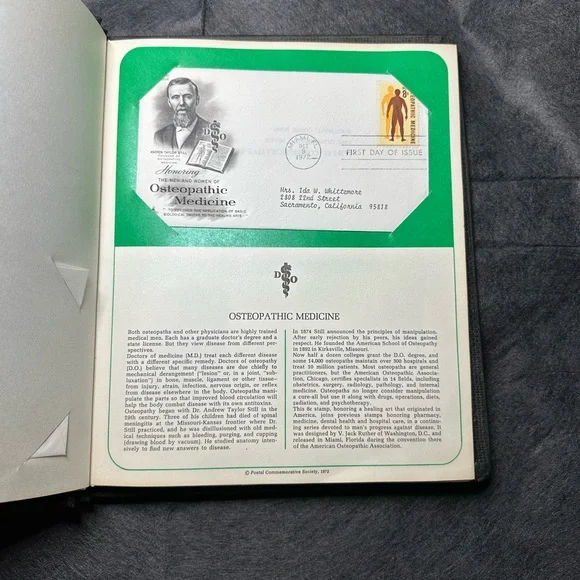 D O
ANDREW TAYLOR STILL
Honoring
THE MEN AND WOMEN OF
Osteopathic
Medicine
BIOLOGICAL
8¢
OSTEOPATHIC MEDICINE
MIAMI, FL
OCT
9
1972
FIRST DAY OF ISSUE
Mrs. Ida W. Whittemore
2808 22nd Street
Sacramento, California 95818
D O
OSTEOPATHIC MEDICINE
Both osteopaths and other physicians are highly trained
medical men. Each has a graduate doctor's degree and a
state license. But they view disease from different per-
spectives.
Doctors of medicine (M.D.) treat each different disease
with a different specific remedy. Doctors of osteopathy
(D.O.) believe many diseases are due chiefly to
mechanical derangement ("lesion" or, in a joint, "sub-
luxation") in bone, muscle, ligament or other tissue—
from injury, strain, infection, nervous origin, or reflex
from disease elsewhere in the body. Osteopaths mani-
pulate the parts so that improved blood circulation will
help the body combat disease with its own antitoxins.
Osteopathy began with Dr. Andrew Taylor Still in the
19th century. Three of his children had died of spinal
meningitis at the Missouri-Kansas frontier where Dr.
Still practiced, and he was disillusioned with old med-
ical techniques such as bleeding, purging, and cupping
(drawing blood by vacuum). He studied anatomy inten-
sively to find new answers to disease.
In 1874 Still announced the principles of manipulation.
After early rejection by his peers, his ideas gained
respect. He founded the American School of Osteopathy
in 1892 in Kirksville, Missouri.
Now half a dozen colleges grant the D.O. degree, and
some 14,000 osteopaths maintain over 300 hospitals and
treat 10 million patients. Most osteopaths are general
practitioners, but the American Osteopathic Associa-
tion, Chicago, certifies specialists in 14 fields, including
obstetrics, surgery, radiology, pathology, and internal
medicine. Osteopaths no longer consider manipulation
a cure-all but use it along with drugs, operations, diets,
radiation, and psychotherapy.
This 8¢ stamp, honoring a healing art that originated in
America, joins previous stamps honoring pharmacy,
medicine, dental health and hospital care, in a continu-
ing series devoted to man's progress against disease. It
was designed by V. Jack Ruther of Washington, D.C., and
released in Miami, Florida during the convention there
of the American Osteopathic Association.
© Postal Commemorative Society, 1972